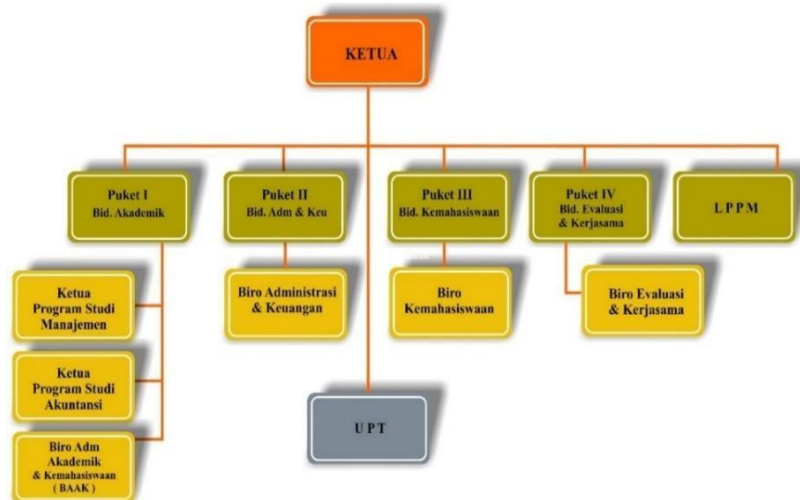 KETUA
Puket I
Bid. Akademik
Puket II
Bid. Adm & Keu
Puket III
Bid. Kemahasiswaan
Puket IV
Bid. Evaluasi
& Kerjasama
L P P M
Ketua
Program Studi
Manajemen
Biro Administrasi
& Keuangan
Biro
Kemahasiswaan
Biro Evaluasi
& Kerjasama
Ketua
Program Studi
Akuntansi
U P T
Biro Adm
Akademik
& Kemahasiswaan
( BAAK )